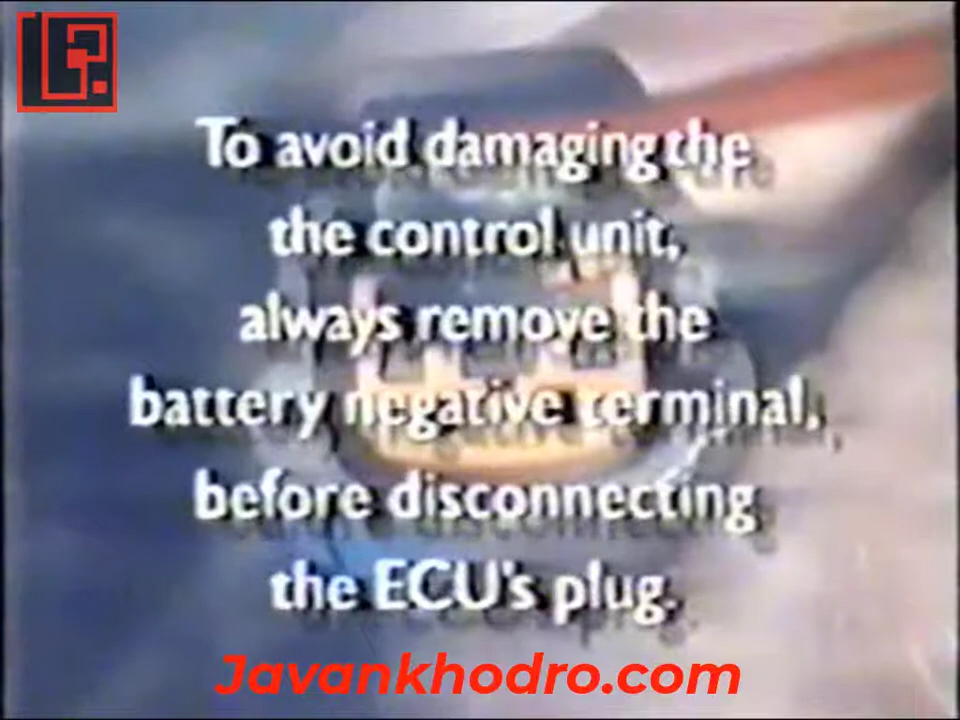 To avoid damaging the
the control unit,
always remove the
battery negative terminal,
before disconnecting
the ECU's plug.
Javankhodro.com